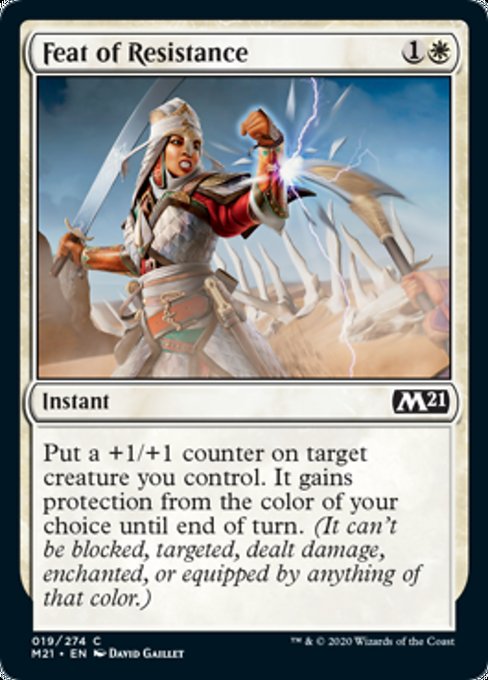 Feat of Resistance 1
Instant M21
Put a +1/+1 counter on target
creature you control. It gains
protection from the color of your
choice until end of turn. (It can't
be blocked, targeted, dealt damage,
enchanted, or equipped by anything of
that color.)
019/274 C ™ & © 2020 Wizards of the Coast
M21 • EN DAVID GAILLET